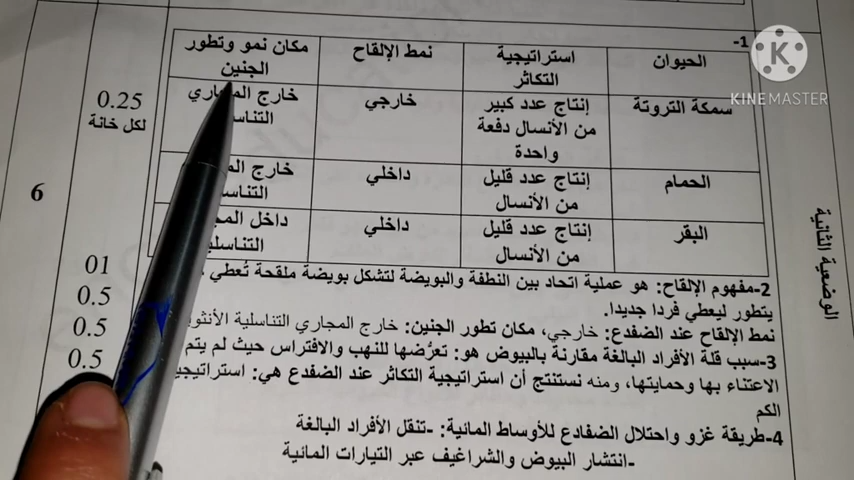 -1
الحيوان | استراتيجية التكاثر | نمط الإلقاح | مكان نمو وتطور الجنين
سمكة التروتة | إنتاج عدد كبير من الأنسال دفعة واحدة | خارجي | خارج
الحمام | إنتاج عدد قليل من الأنسال | داخلي | خارج
البقر | إنتاج عدد قليل من الأنسال | داخلي | داخل
2-مفهوم الإلقاح: هو عملية اتحاد بين النطفة والبويضة لتشكل بويضة ملقحة تُعطي
يتطور ليعطي فردا جديدا.
نمط الإلقاح عند الضفدع: خارجي، مكان تطور الجنين: خارج المجاري التناسلية
3-سبب قلة الأفراد البالغة مقارنة بالبيوض هو: تعرُّضها للنهب والافتراس حيث لم يتم
الاعتناء بها وحمايتها، ومنه نستنتج أن استراتيجية التكاثر عند الضفدع هي:
الكم
4-طريقة غزو واحتلال الضفادع للأوساط المائية: -تنقل الأفراد البالغة
-انتشار البيوض والشراغيف عبر التيارات المائية
0.25
لكل خانة
6
01
0.5
0.5
0.5
الوضعية الثانية
KINEMASTER